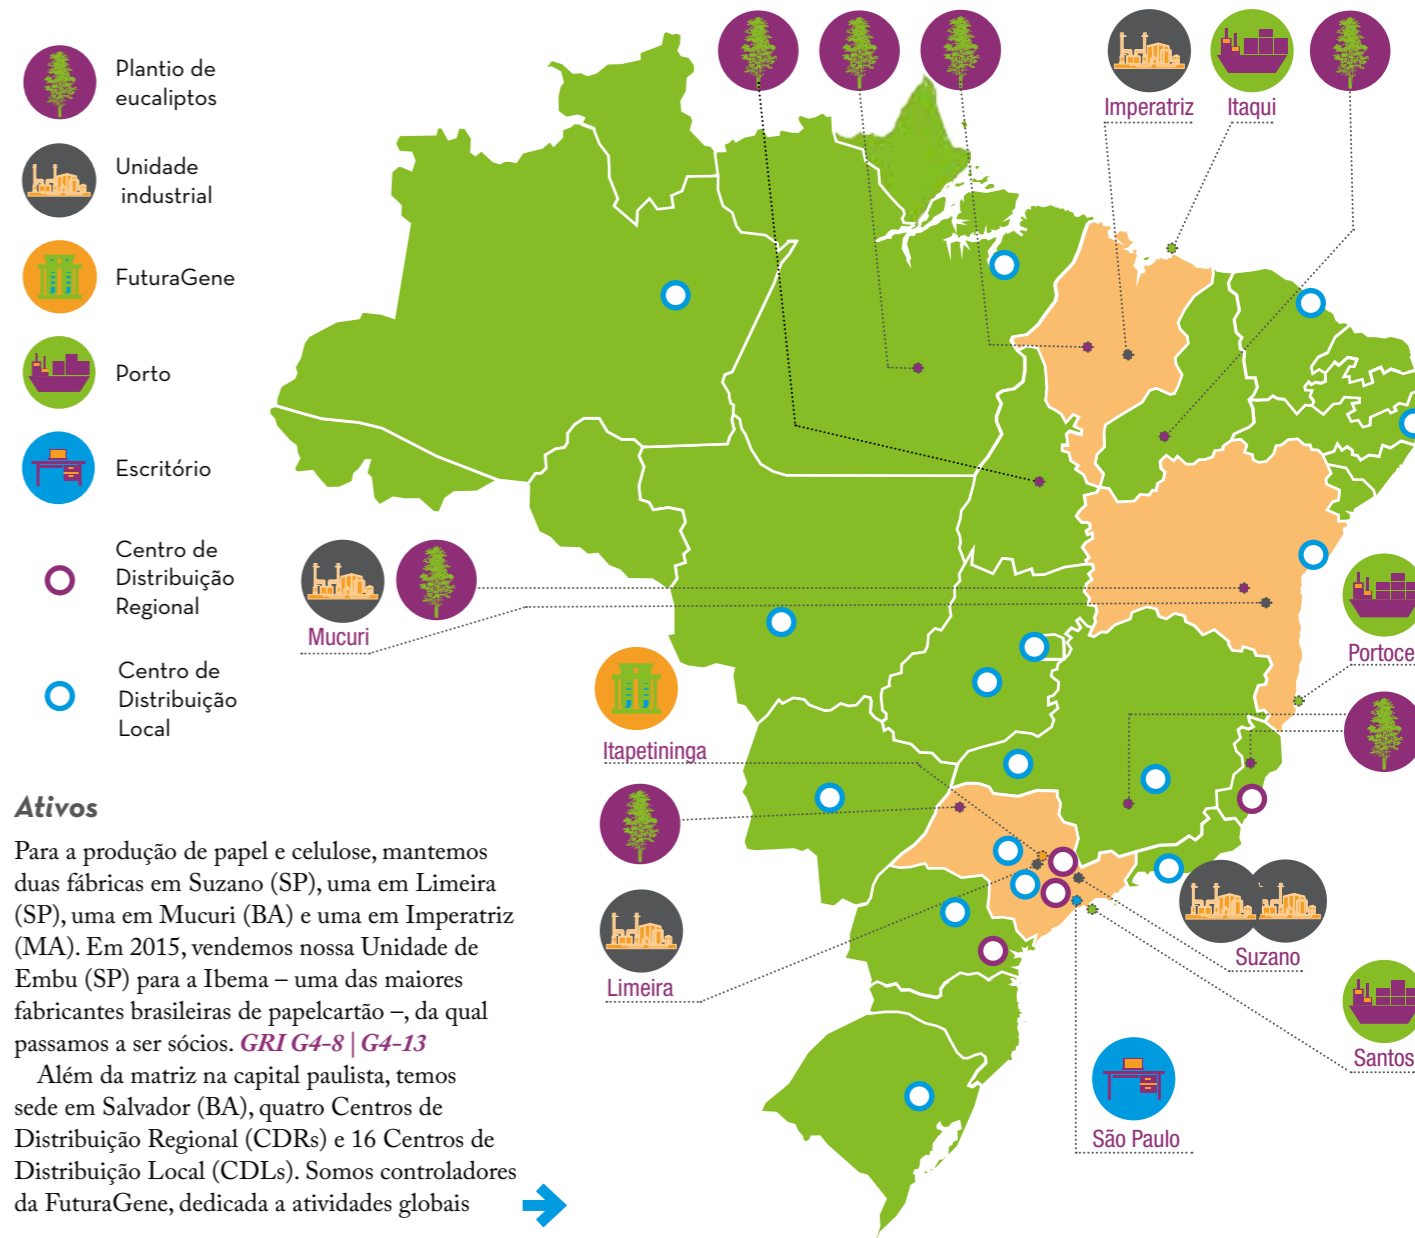 Plantio de
eucaliptos
Unidade
industrial
FuturaGene
Porto
Escritório
Centro de
Distribuição
Regional
Centro de
Distribuição
Local
Imperatriz
Itaqui
Mucuri
Portoce
Itapetininga
Limeira
Suzano
Santos
São Paulo
Ativos
Para a produção de papel e celulose, mantemos
duas fábricas em Suzano (SP), uma em Limeira
(SP), uma em Mucuri (BA) e uma em Imperatriz
(MA). Em 2015, vendemos nossa Unidade de
Embu (SP) para a Ibema – uma das maiores
fabricantes brasileiras de papelcartão –, da qual
passamos a ser sócios. GRI G4-8 | G4-13
Além da matriz na capital paulista, temos
sede em Salvador (BA), quatro Centros de
Distribuição Regional (CDRs) e 16 Centros de
Distribuição Local (CDLs). Somos controladores
da FuturaGene, dedicada a atividades globais